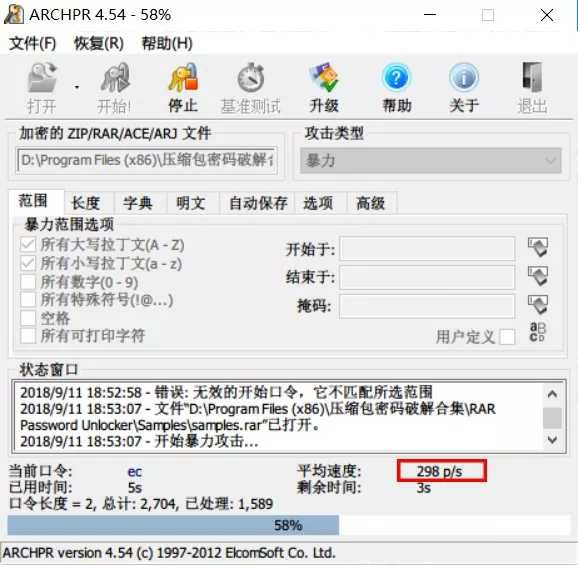 ARCHPR 4.54 - 58%
文件(F) 恢复(R) 帮助(H)
打开 开始! 停止 基准测试 升级 帮助 关于 退出
加密的 ZIP/RAR/ACE/ARJ 文件 攻击类型
D:\Program Files (x86)\压缩包密码破解合 暴力
范围 长度 字典 明文 自动保存 选项 高级
暴力范围选项
所有大写拉丁文(A - Z) 开始于:
所有小写拉丁文(a - z)
所有数字(0 - 9) 结束于:
所有特殊符号(!@...) 掩码:
空格
所有可打印字符 用户定义
状态窗口
2018/9/11 18:52:58 - 错误: 无效的开始口令，它不匹配所选范围
2018/9/11 18:53:07 - 文件“D:\Program Files (x86)\压缩包密码破解合集\RAR
Password Unlocker\Samples\samples.rar”已打开。
2018/9/11 18:53:07 - 开始暴力攻击...
当前口令: ec 平均速度: 298 p/s
已用时间: 5s 剩余时间: 3s
口令长度 = 2, 总计: 2,704, 已处理: 1,589
58%
ARCHPR version 4.54 (c) 1997-2012 ElcomSoft Co. Ltd.